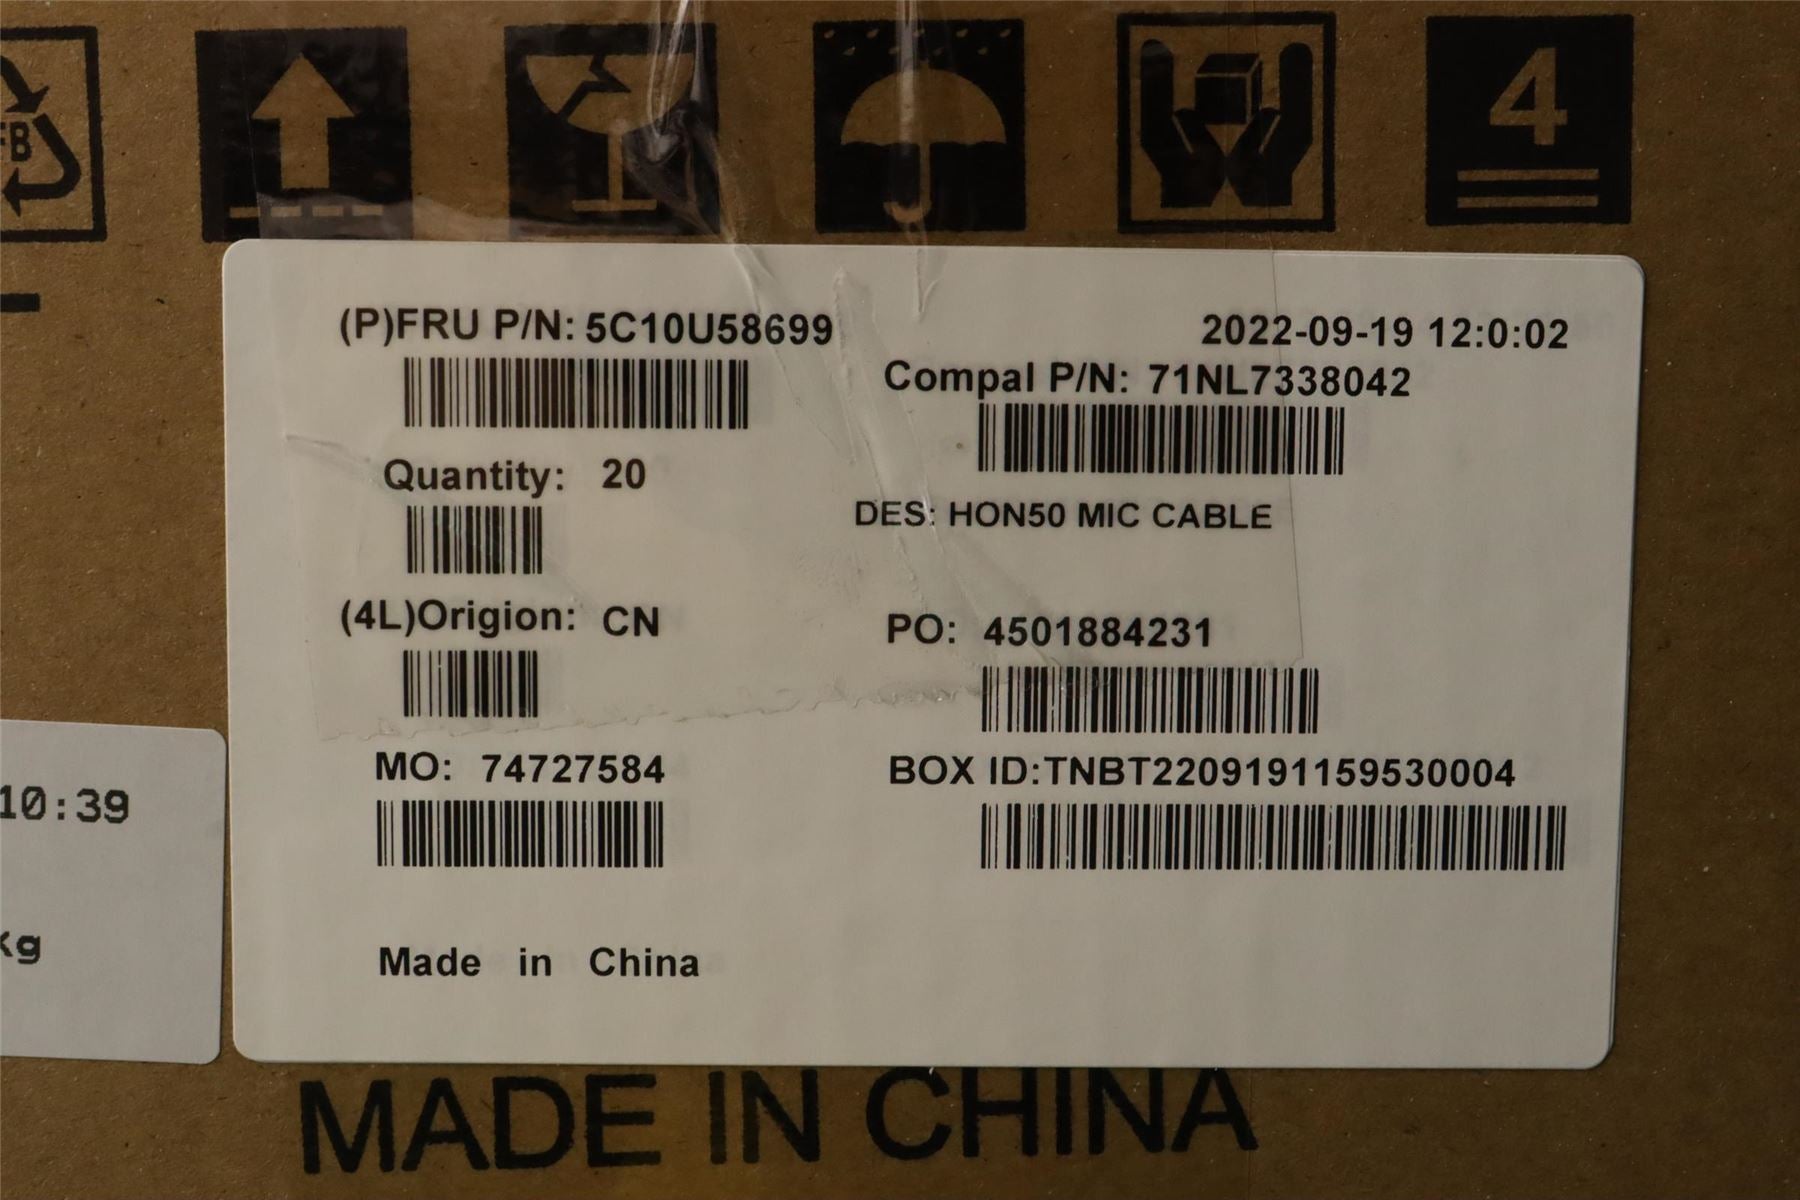 FB
4
(P)FRU P/N: 5C10U58699
2022-09-19 12:0:02
Compal P/N: 71NL7338042
Quantity: 20
DES: HON50 MIC CABLE
(4L)Origion: CN
PO: 4501884231
MO: 74727584
BOX ID:TNBT2209191159530004
10:39
Kg
Made in China
MADE IN CHINA